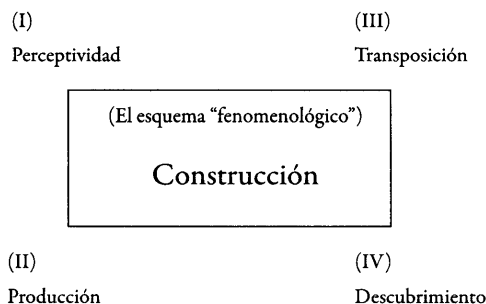 (I)
Perceptividad
(III)
Transposición
(El esquema “fenomenológico”)
Construcción
(II)
Producción
(IV)
Descubrimiento